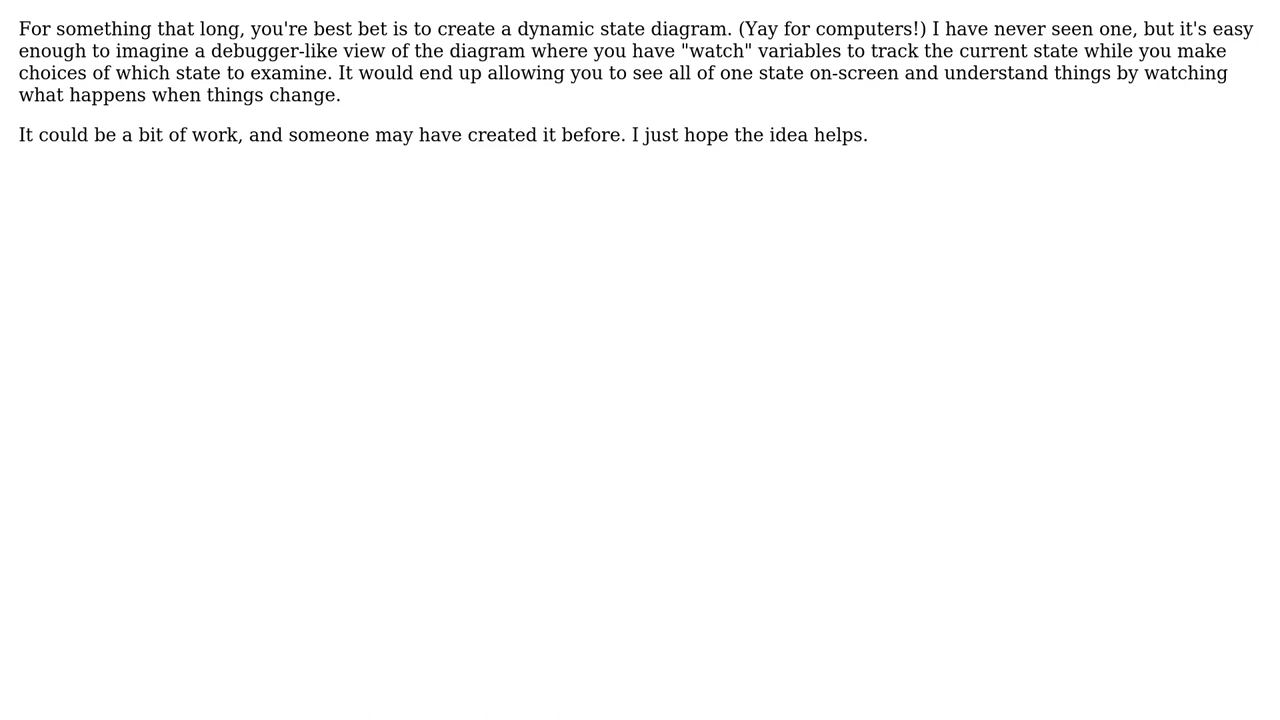 For something that long, you're best bet is to create a dynamic state diagram. (Yay for computers!) I have never seen one, but it's easy
enough to imagine a debugger-like view of the diagram where you have "watch" variables to track the current state while you make
choices of which state to examine. It would end up allowing you to see all of one state on-screen and understand things by watching
what happens when things change.
It could be a bit of work, and someone may have created it before. I just hope the idea helps.